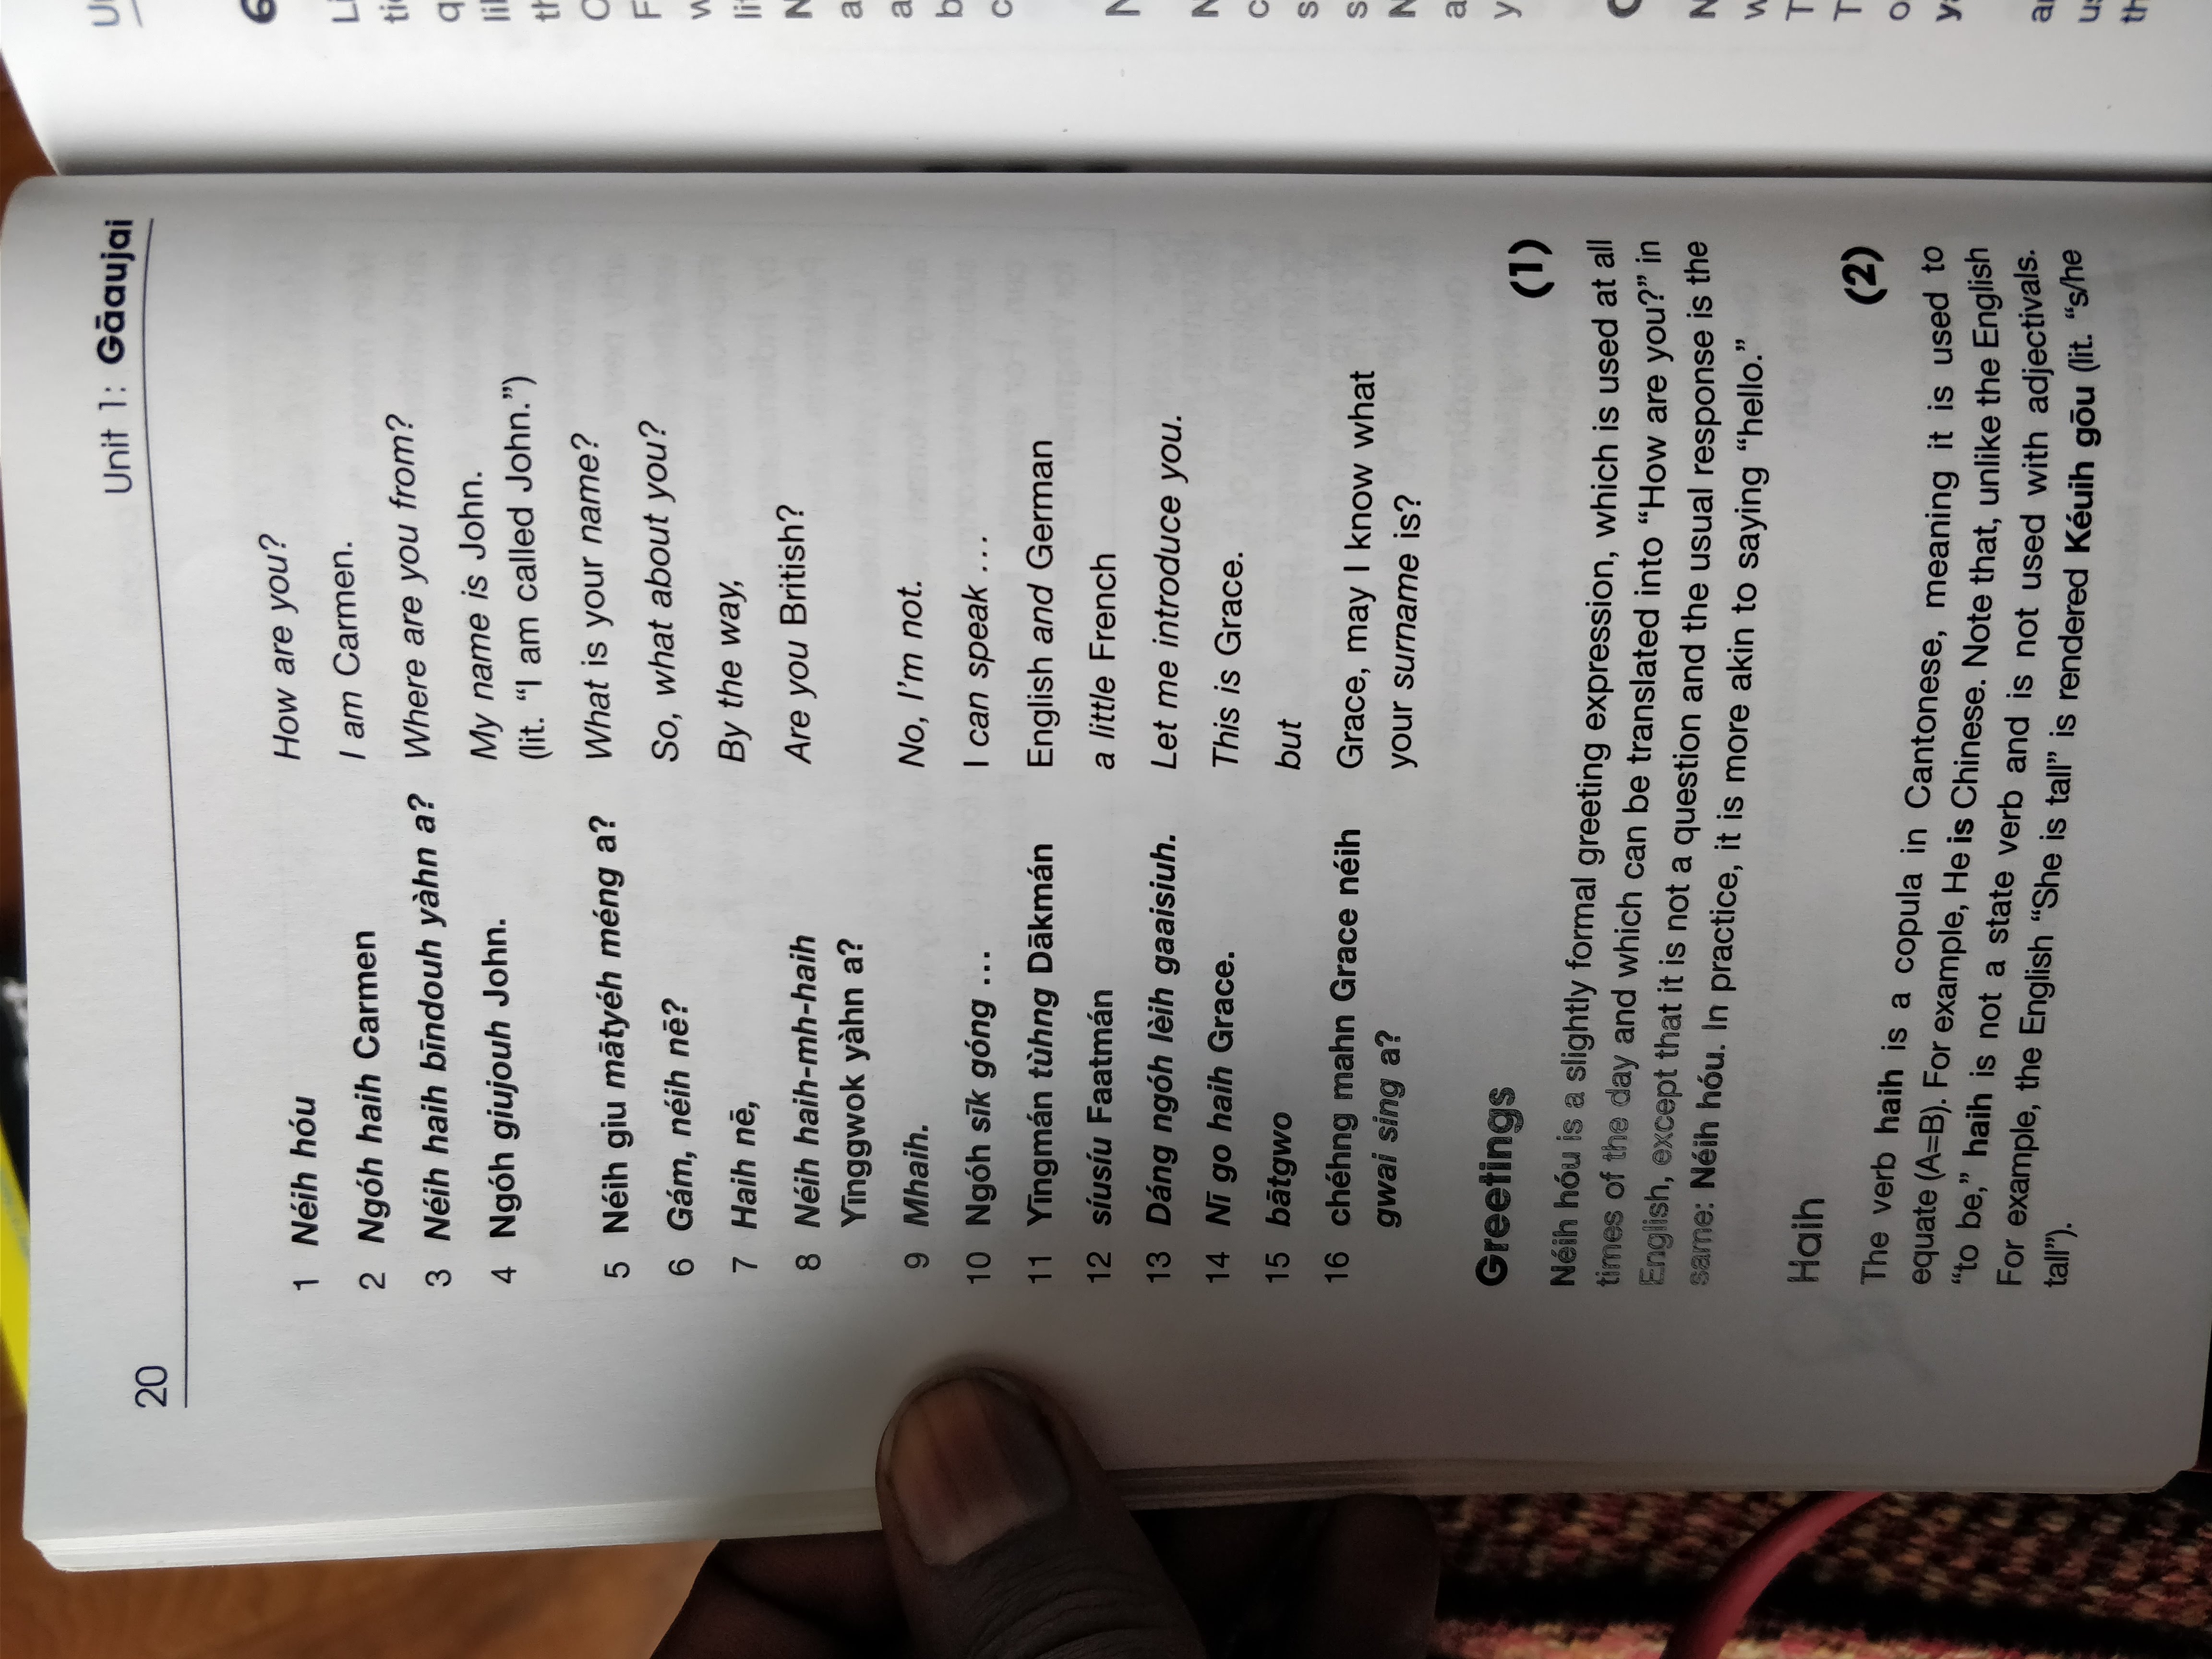 20 Unit 1: Gāaujai
1 Néih hóu How are you?
2 Ngóh haih Carmen I am Carmen.
3 Néih haih bīndouh yàhn a? Where are you from?
4 Ngóh giujouh John. My name is John.
(lit. “I am called John.”)
5 Néih giu mātyéh méng a? What is your name?
6 Gám, néih nē? So, what about you?
7 Haih nē, By the way,
8 Néih haih-mh-haih Are you British?
Yīnggwok yàhn a?
9 Mhaih. No, I’m not.
10 Ngóh sīk góng ... I can speak ...
11 Yīngmán tùhng Dākmán English and German
12 síusíu Faatmán a little French
13 Dáng ngóh lèih gaaisiuh. Let me introduce you.
14 Nī go haih Grace. This is Grace.
15 bātgwo but
16 chéhng mahn Grace néih Grace, may I know what
gwai sing a? your surname is?
Greetings (1)
Néih hóu is a slightly formal greeting expression, which is used at all
times of the day and which can be translated into “How are you?” in
English, except that it is not a question and the usual response is the
same: Néih hóu. In practice, it is more akin to saying “hello.”
Haih (2)
The verb haih is a copula in Cantonese, meaning it is used to
equate (A=B). For example, He is Chinese. Note that, unlike the English
“to be,” haih is not a state verb and is not used with adjectivals.
For example, the English “She is tall” is rendered Kéuih gōu (lit. “s/he
tall”).